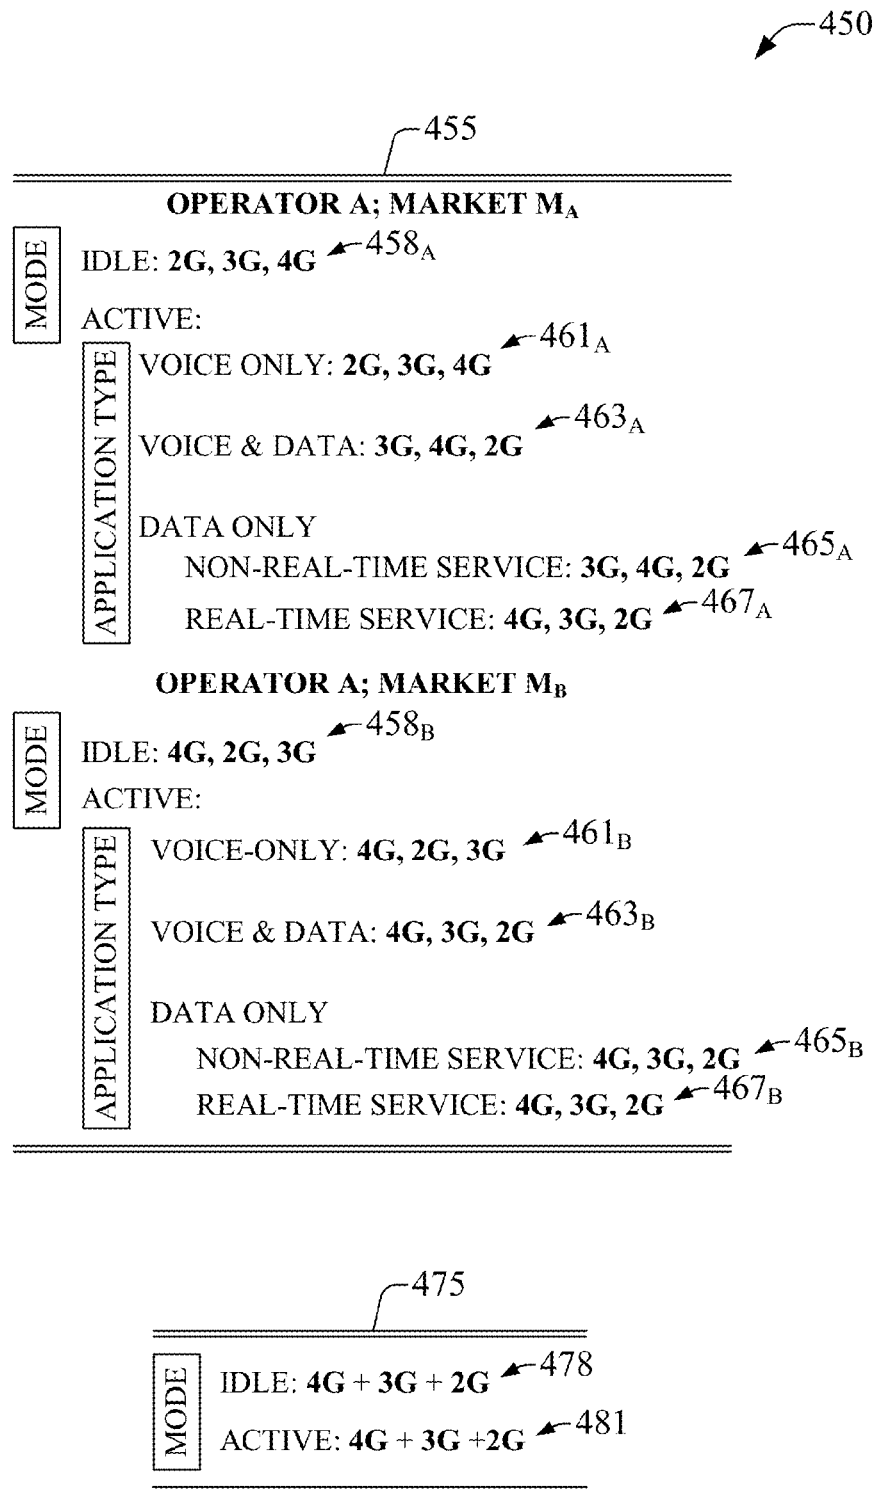 450
455
OPERATOR A; MARKET MA
MODE
IDLE: 2G, 3G, 4G
458A
ACTIVE:
APPLICATION TYPE
461A
VOICE ONLY: 2G, 3G, 4G
463A
VOICE & DATA: 3G, 4G, 2G
DATA ONLY
465A
NON-REAL-TIME SERVICE: 3G, 4G, 2G
467A
REAL-TIME SERVICE: 4G, 3G, 2G
OPERATOR A; MARKET MB
MODE
458B
IDLE: 4G, 2G, 3G
ACTIVE:
APPLICATION TYPE
VOICE-ONLY: 4G, 2G, 3G
461B
VOICE & DATA: 4G, 3G, 2G
463B
DATA ONLY
NON-REAL-TIME SERVICE: 4G, 3G, 2G
465B
REAL-TIME SERVICE: 4G, 3G, 2G
467B
475
MODE
IDLE: 4G + 3G + 2G
478
ACTIVE: 4G + 3G +2G
481